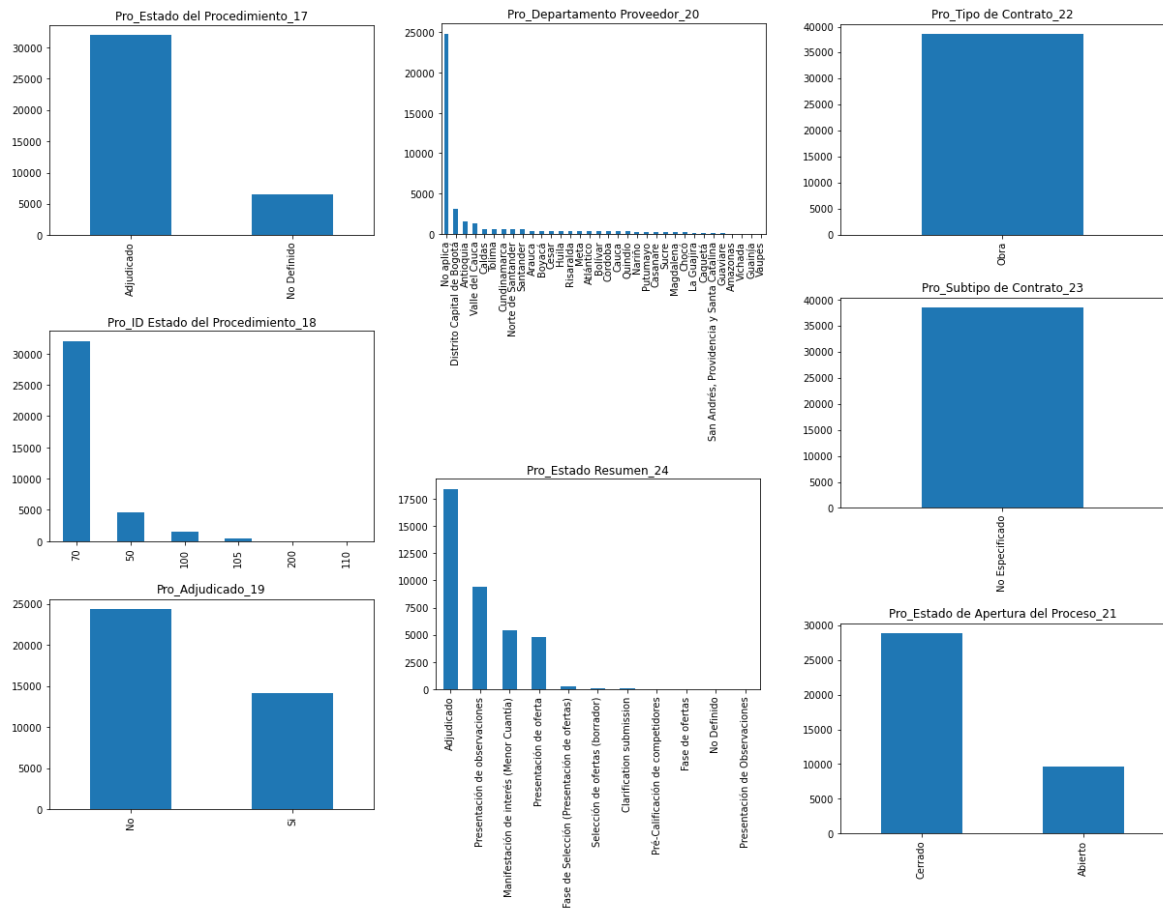 Pro_Estado del Procedimiento_17
30000
25000
20000
15000
10000
5000
0
Adjudicado
No Definido
Pro_ID Estado del Procedimiento_18
30000
25000
20000
15000
10000
5000
0
70
50
100
105
200
110
Pro_Adjudicado_19
25000
20000
15000
10000
5000
0
No
Si
Pro_Departamento Proveedor_20
25000
20000
15000
10000
5000
0
No aplica
Distrito Capital de Bogotá
Antioquia
Valle del Cauca
Caldas
Tolima
Cundinamarca
Norte de Santander
Santander
Arauca
Boyacá
Cesar
Huila
Risaralda
Meta
Atlántico
Bolívar
Córdoba
Cauca
Quindío
Nariño
Putumayo
Casanare
Sucre
Magdalena
Chocó
La Guajira
Caquetá
San Andrés, Providencia y Santa Catalina
Guaviare
Amazonas
Vichada
Guainía
Vaupés
Pro_Estado Resumen_24
17500
15000
12500
10000
7500
5000
2500
0
Adjudicado
Presentación de observaciones
Manifestación de interés (Menor Cuantía)
Presentación de oferta
Fase de Selección (Presentación de ofertas)
Selección de ofertas (borrador)
Clarification submission
Pré-Calificación de competidores
Fase de ofertas
No Definido
Presentación de Observaciones
Pro_Tipo de Contrato_22
40000
35000
30000
25000
20000
15000
10000
5000
0
Obra
Pro_Subtipo de Contrato_23
40000
35000
30000
25000
20000
15000
10000
5000
0
No Especificado
Pro_Estado de Apertura del Proceso_21
30000
25000
20000
15000
10000
5000
0
Cerrado
Abierto